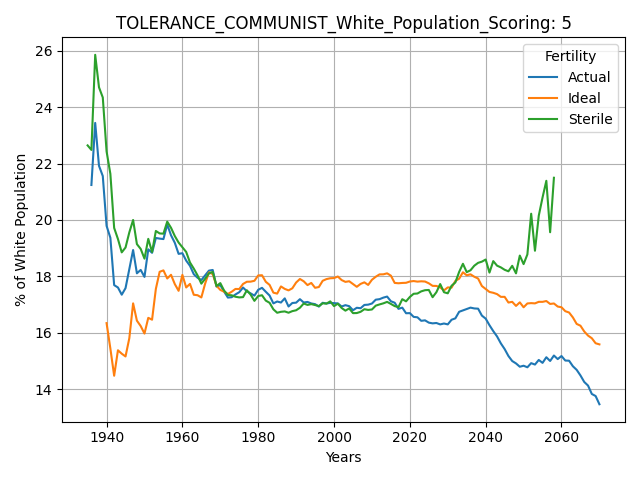 TOLERANCE_COMMUNIST_White_Population_Scoring: 5
Fertility
Actual
Ideal
Sterile
% of White Population
26
24
22
20
18
16
14
1940 1960 1980 2000 2020 2040 2060
Years